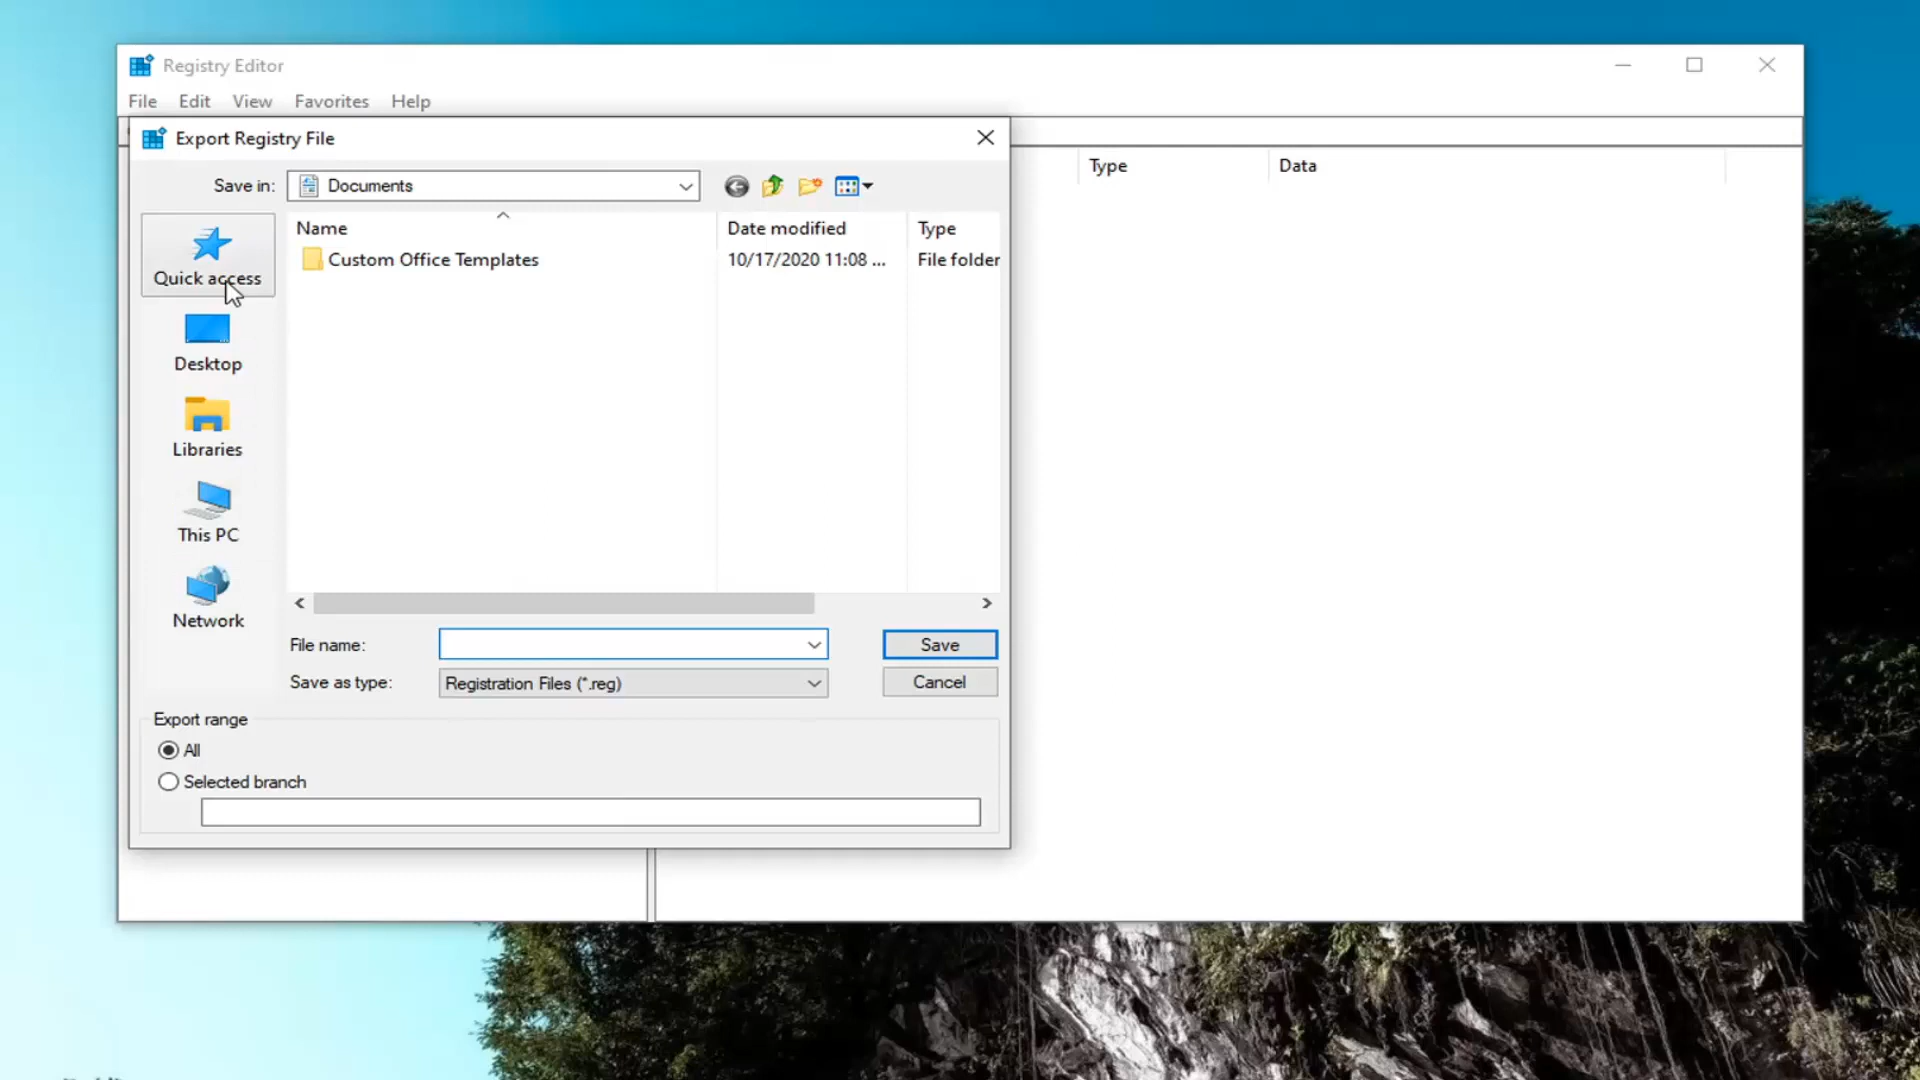 Registry Editor
File Edit View Favorites Help
Export Registry File
Type Data
Save in: Documents
Name Date modified Type
Custom Office Templates 10/17/2020 11:08 ... File folder
Quick access
Desktop
Libraries
This PC
Network
File name: Save
Save as type: Registration Files (*.reg) Cancel
Export range
All
Selected branch